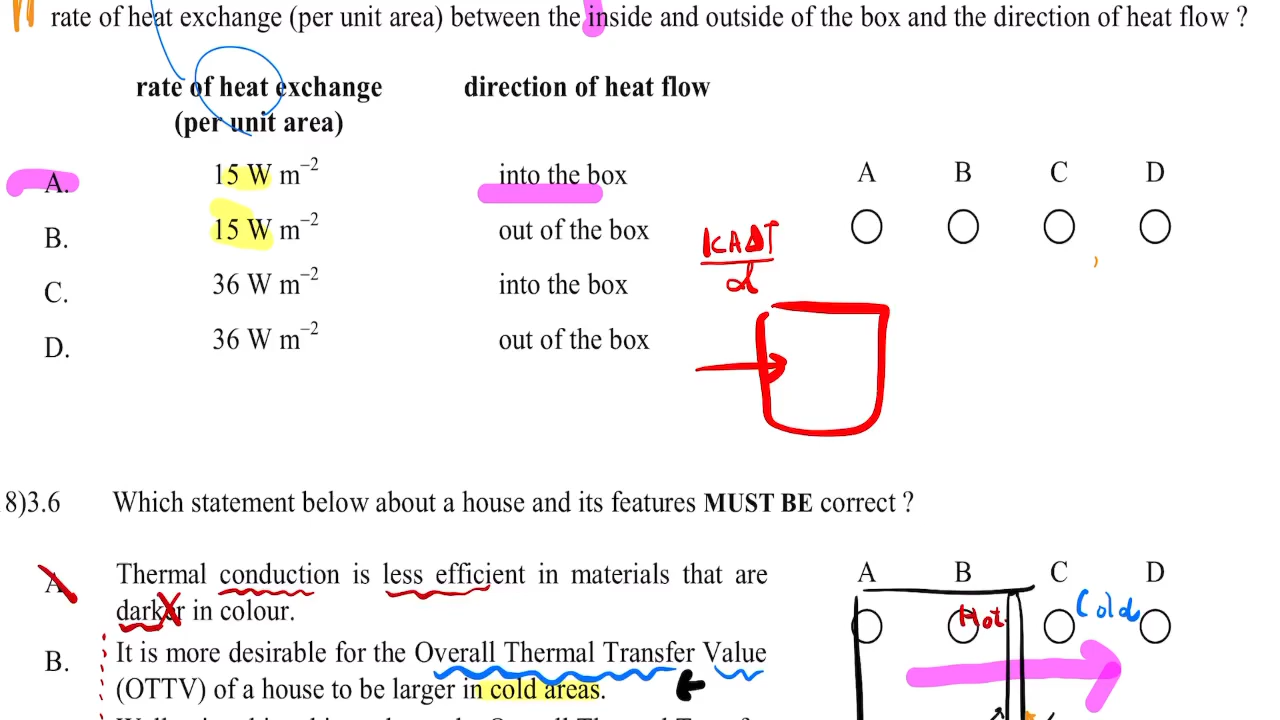 rate of heat exchange (per unit area) between the inside and outside of the box and the direction of heat flow ?
rate of heat exchange direction of heat flow
(per unit area)
A. 15 W m⁻² into the box A B C D
B. 15 W m⁻² out of the box
KAΔT
d
C. 36 W m⁻² into the box
D. 36 W m⁻² out of the box
8)3.6 Which statement below about a house and its features MUST BE correct ?
A. Thermal conduction is less efficient in materials that are A B C D
darker in colour.
Hot Cold
B. It is more desirable for the Overall Thermal Transfer Value
(OTTV) of a house to be larger in cold areas.